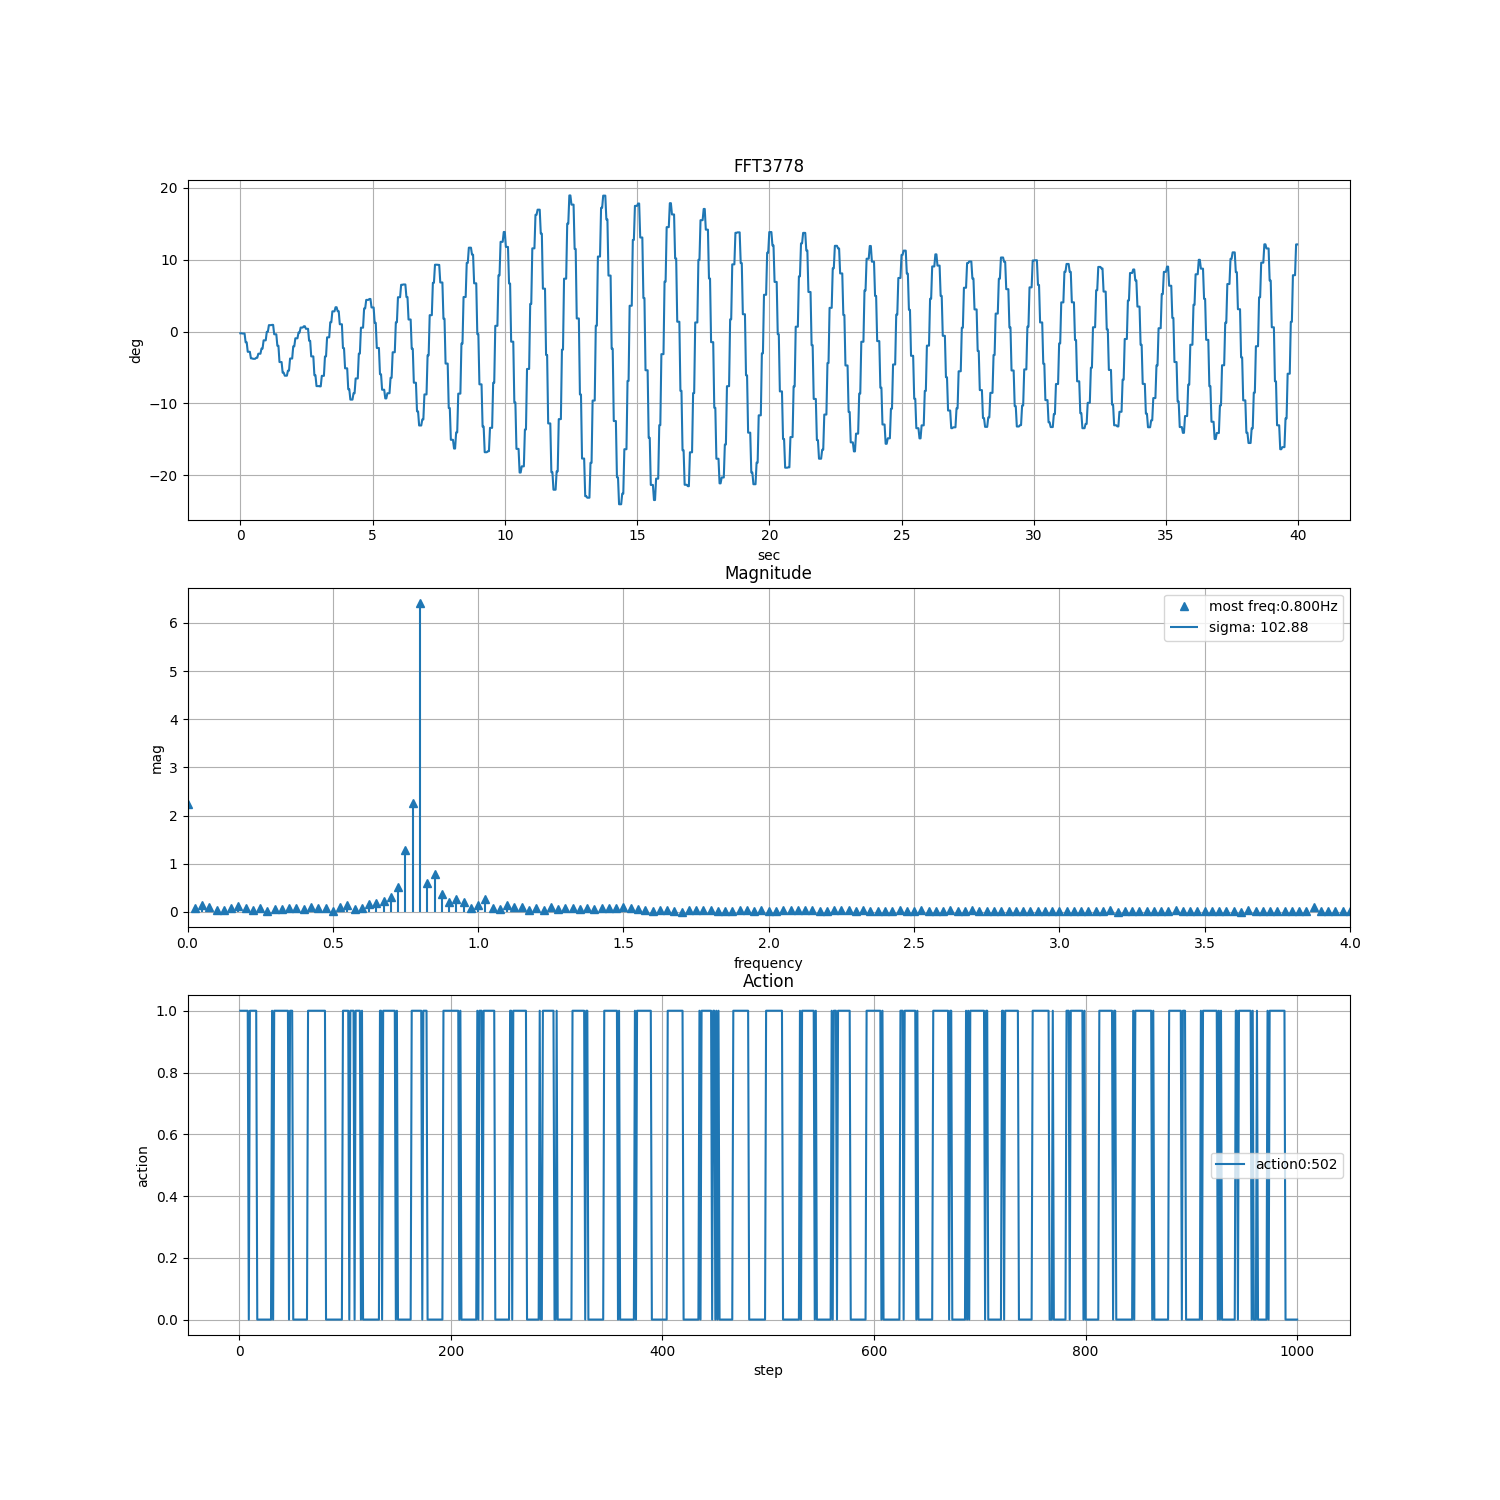 FFT3778
20
10
0
−10
−20
deg
0 5 10 15 20 25 30 35 40
sec
Magnitude
most freq:0.800Hz
sigma: 102.88
6
5
4
3
2
1
0
mag
0.0 0.5 1.0 1.5 2.0 2.5 3.0 3.5 4.0
frequency
Action
1.0
0.8
0.6
0.4
0.2
0.0
action
action0:502
0 200 400 600 800 1000
step